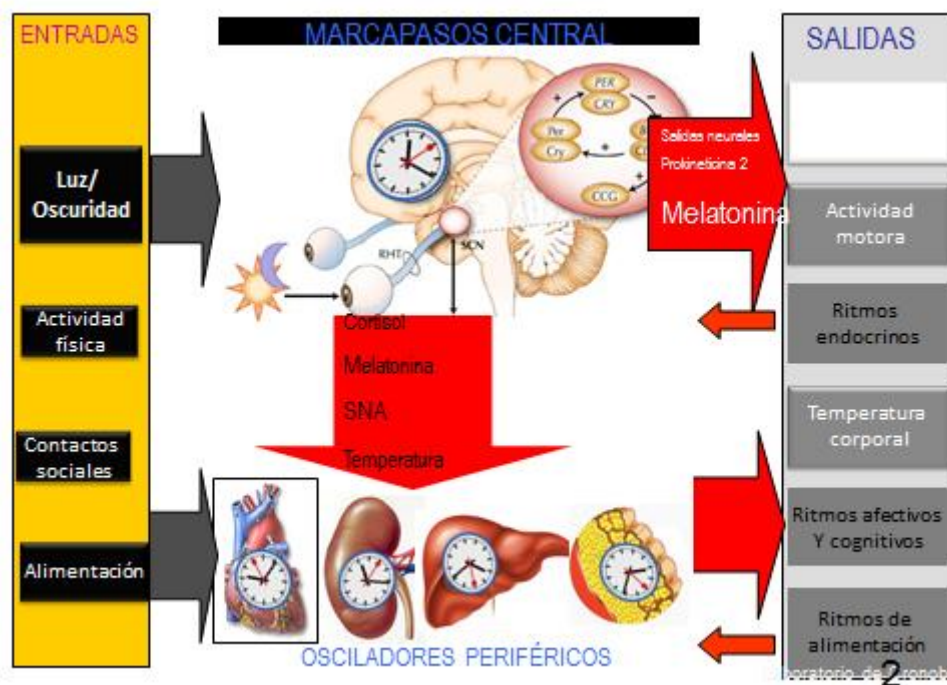 ENTRADAS
Luz/
Oscuridad
Actividad
física
Contactos
sociales
Alimentación
MARCAPASOS CENTRAL
PER
CRY
+
−
Per
Cry
+
+
CCG
RHT
SCN
Salidas neurales
Prokineticina 2
Melatonina
Cortisol
Melatonina
SNA
Temperatura
OSCILADORES PERIFÉRICOS
SALIDAS
Actividad
motora
Ritmos
endocrinos
Temperatura
corporal
Ritmos afectivos
Y cognitivos
Ritmos de
alimentación
2